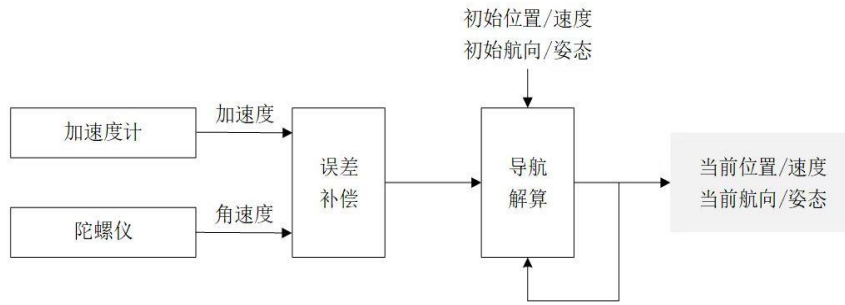 初始位置/速度
初始航向/姿态
加速度计
加速度
误差
补偿
导航
解算
当前位置/速度
当前航向/姿态
陀螺仪
角速度